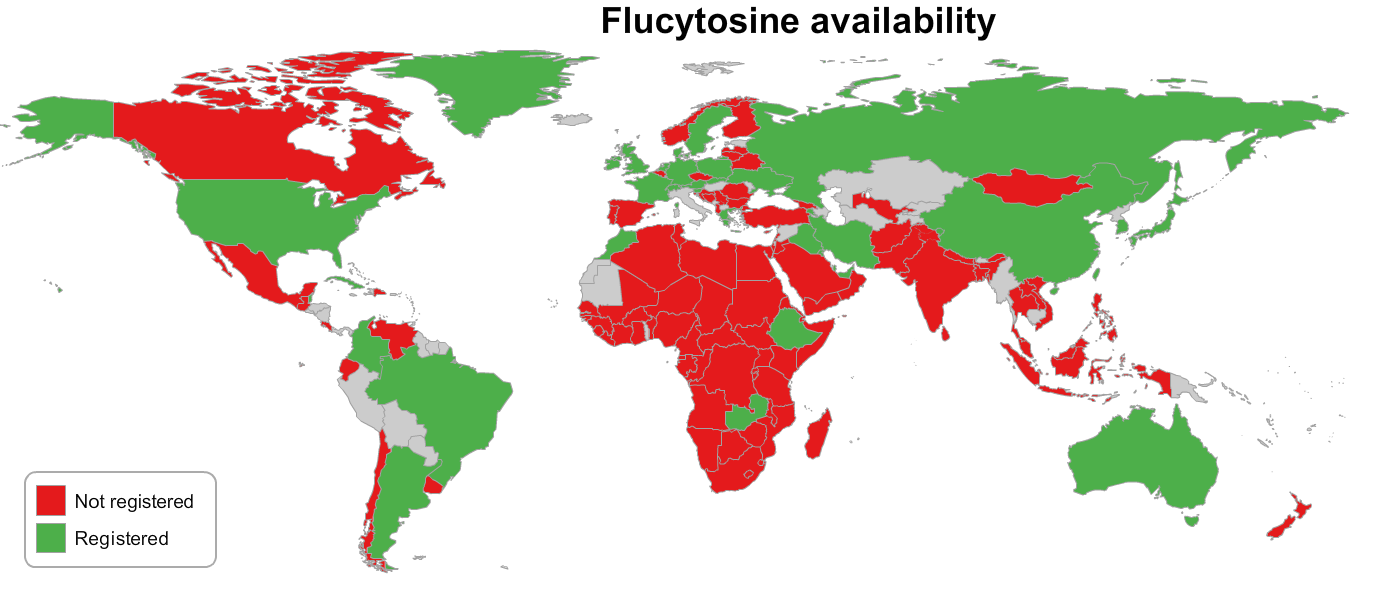 Flucytosine availability
Not registered
Registered